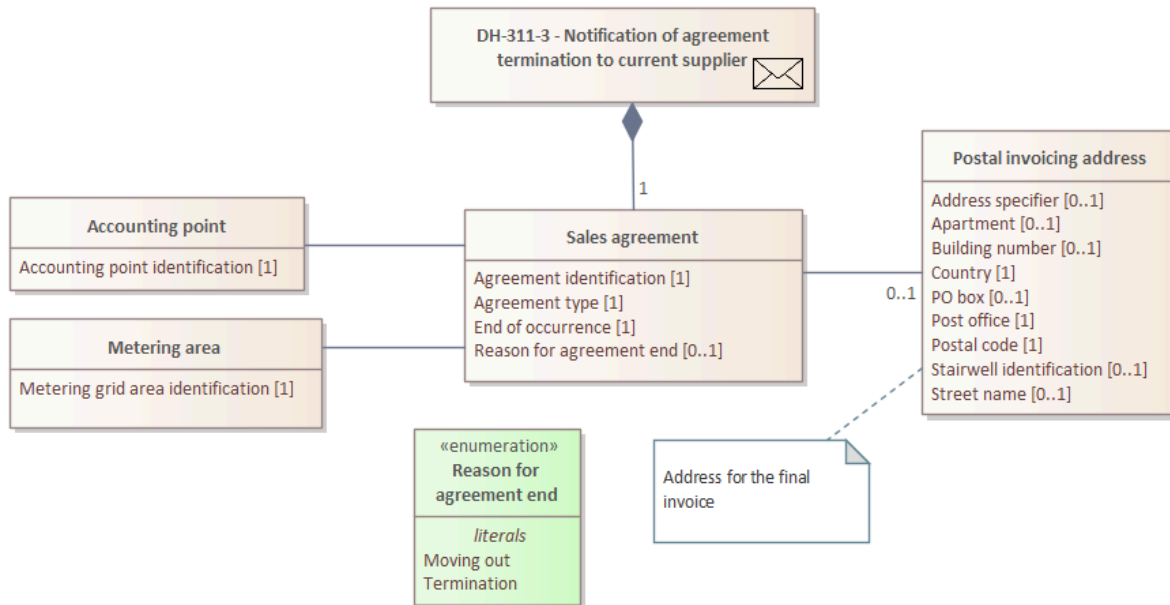 DH-311-3 - Notification of agreement
termination to current supplier
1
Postal invoicing address
Address specifier [0..1]
Apartment [0..1]
Building number [0..1]
Country [1]
PO box [0..1]
Post office [1]
Postal code [1]
Stairwell identification [0..1]
Street name [0..1]
Accounting point
Accounting point identification [1]
Sales agreement
Agreement identification [1]
Agreement type [1]
End of occurrence [1]
Reason for agreement end [0..1]
0..1
Metering area
Metering grid area identification [1]
«enumeration»
Reason for
agreement end
literals
Moving out
Termination
Address for the final
invoice